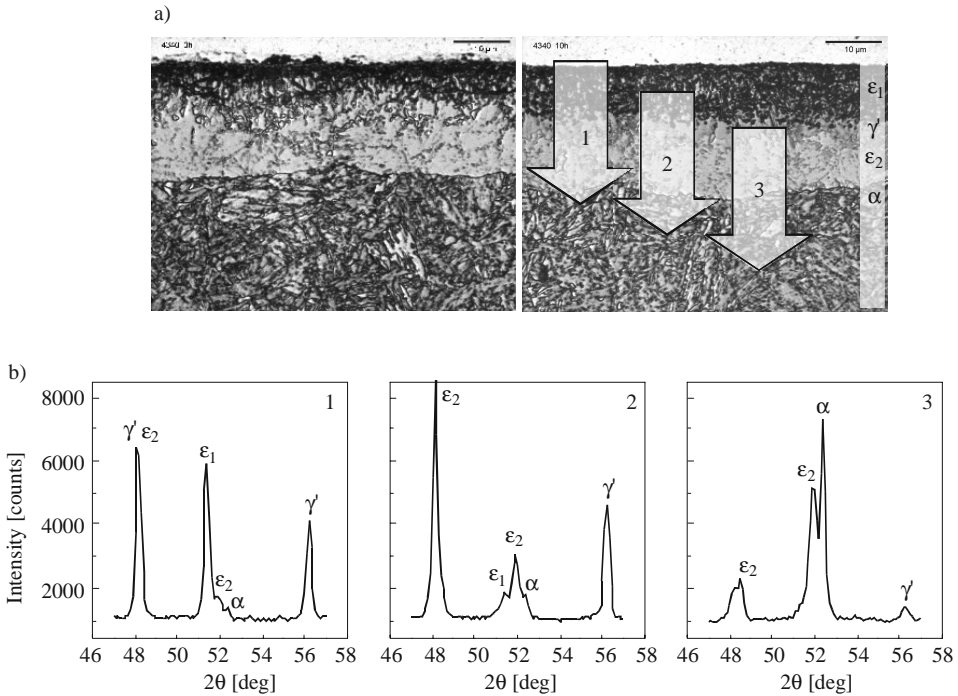 a)
4340 3h
10 µm
4340 10h
10 µm
1
2
3
ε₁
γ'
ε₂
α
b)
Intensity [counts]
8000
6000
4000
2000
1
γ' ε₂
ε₁
ε₂
α
γ'
46 48 50 52 54 56 58
2θ [deg]
2
ε₂
ε₁
ε₂
α
γ'
46 48 50 52 54 56 58
2θ [deg]
3
ε₂
ε₂
α
γ'
46 48 50 52 54 56 58
2θ [deg]